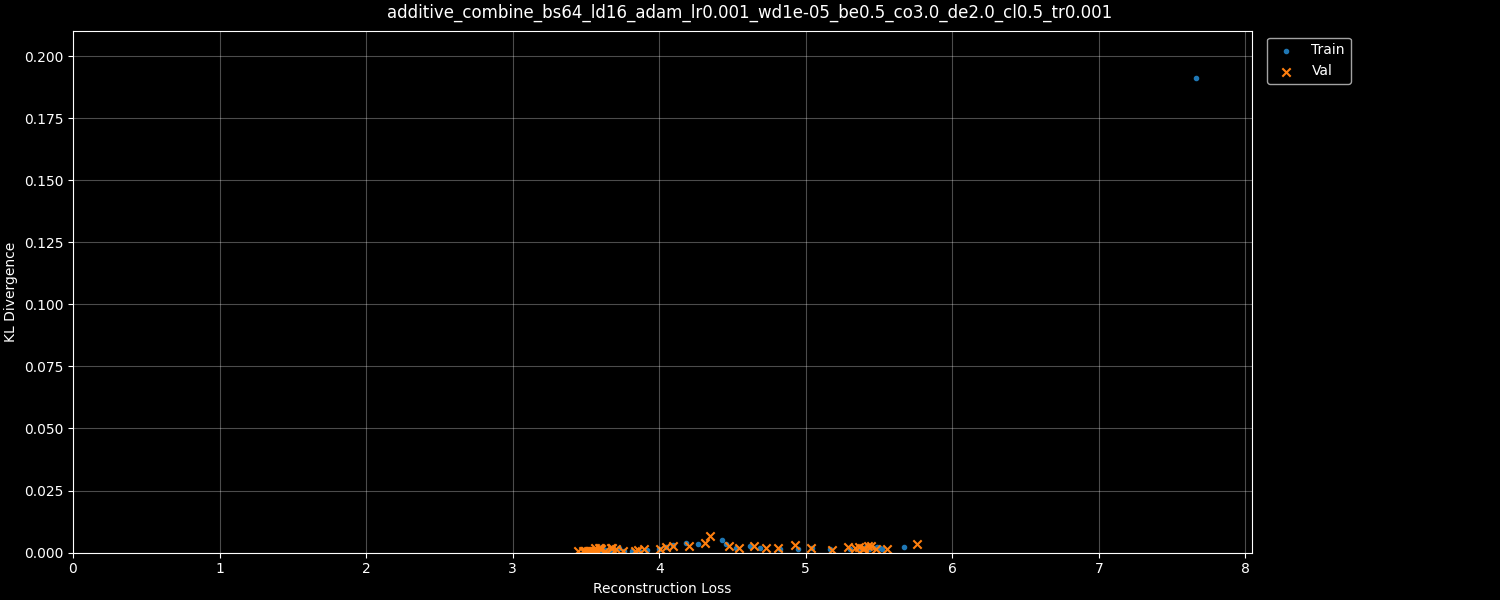 additive_combine_bs64_ld16_adam_lr0.001_wd1e-05_be0.5_co3.0_de2.0_cl0.5_tr0.001
Train
Val
KL Divergence
0.200
0.175
0.150
0.125
0.100
0.075
0.050
0.025
0.000
0 1 2 3 4 5 6 7 8
Reconstruction Loss